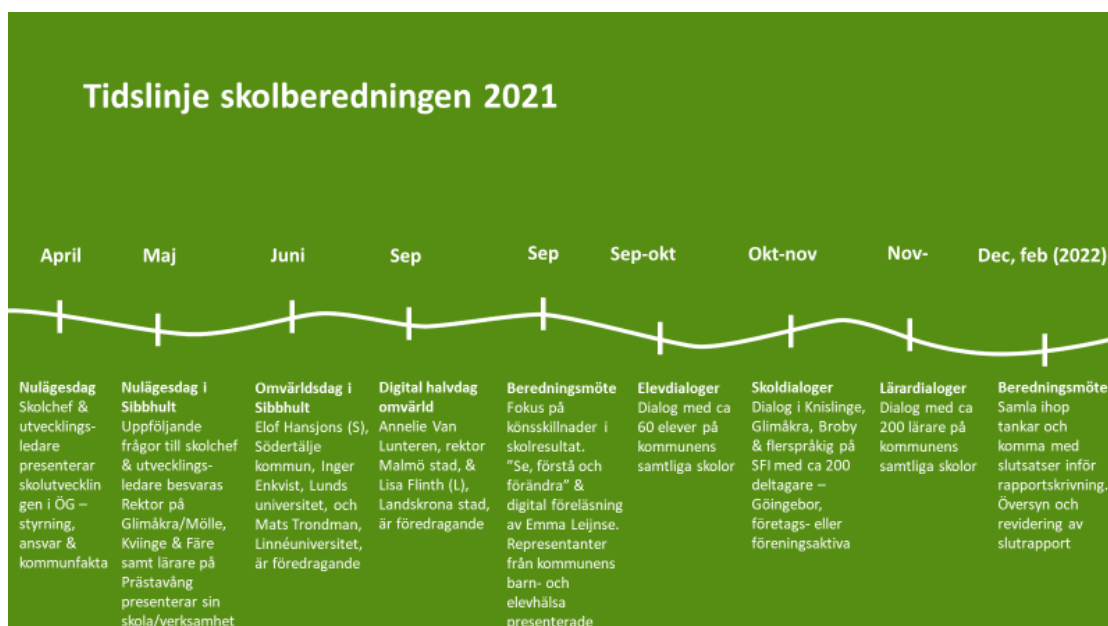 Tidslinje skolberedningen 2021
April
Maj
Juni
Sep
Sep
Sep-okt
Okt-nov
Nov-
Dec, feb (2022)
Nulägesdag
Skolchef &
utvecklings-
ledare
presenterar
skolutvecklin
gen i ÖG –
styrning,
ansvar &
kommunfakta
Nulägesdag i
Sibbhult
Uppföljande
frågor till skolchef
& utvecklings-
ledare besvaras
Rektor på
Glimåkra/Mölle,
Kviinge & Färe
samt lärare på
Prästavång
presenterar sin
skola/verksamhet
Omvärldsdag i
Sibbhult
Elof Hansjons (S),
Södertälje
kommun, Inger
Enkvist, Lunds
universitet, och
Mats Trondman,
Linnéuniversitet,
är föredragande
Digital halvdag
omvärld
Annelie Van
Lunteren, rektor
Malmö stad, &
Lisa Flinth (L),
Landskrona stad,
är föredragande
Beredningsmöte
Fokus på
könsskillnader i
skolresultat.
”Se, förstå och
förändra” &
digital föreläsning
av Emma Leijnse.
Representanter
från kommunens
barn- och
elevhälsa
presenterade
Elevdialoger
Dialog med ca
60 elever på
kommunens
samtliga skolor
Skoldialoger
Dialog i Knislinge,
Glimåkra, Broby
& flerspråkig på
SFI med ca 200
deltagare –
Göingebor,
företags- eller
föreningsaktiva
Lärardialoger
Dialog med ca
200 lärare på
kommunens
samtliga skolor
Beredningsmöte
Samla ihop
tankar och
komma med
slutsatser inför
rapportskrivning.
Översyn och
revidering av
slutrapport